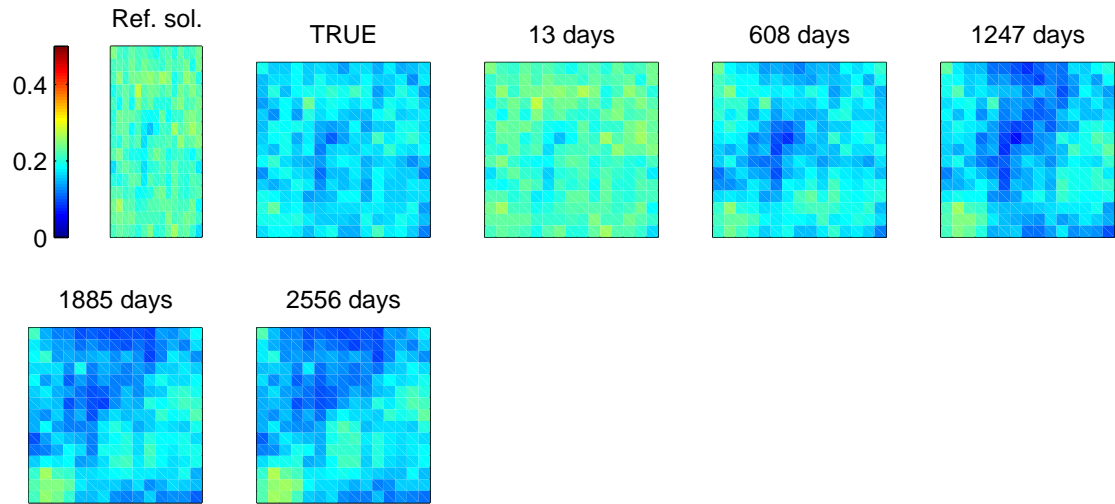 Ref. sol.
TRUE
13 days
608 days
1247 days
0.4
0.2
0
1885 days
2556 days